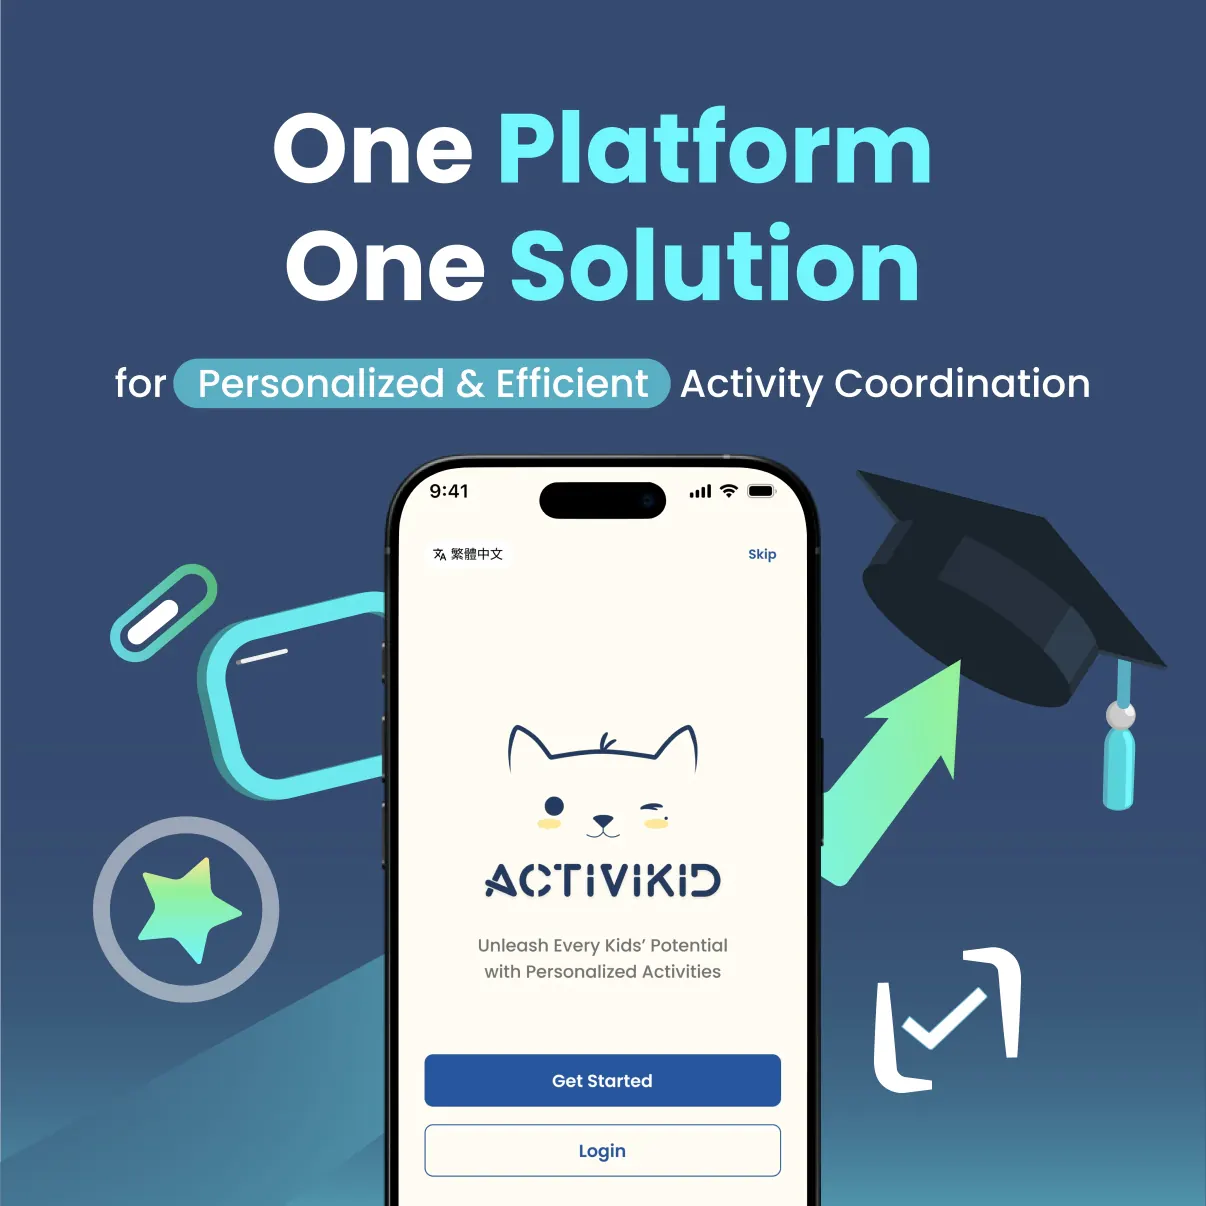 One Platform
One Solution
for Personalized & Efficient Activity Coordination
9:41
繁體中文
Skip
ACTIVIKID
Unleash Every Kids’ Potential
with Personalized Activities
Get Started
Login